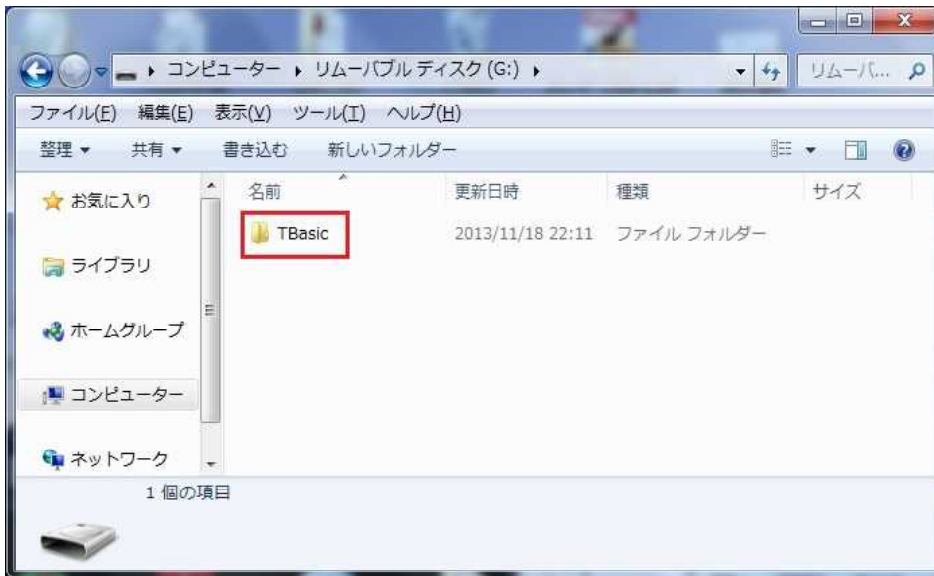 コンピューター ▸ リムーバブル ディスク (G:) ▸ リムーバ...
ファイル(F) 編集(E) 表示(V) ツール(T) ヘルプ(H)
整理 ▼ 共有 ▼ 書き込む 新しいフォルダー
お気に入り
ライブラリ
ホームグループ
コンピューター
ネットワーク
名前 更新日時 種類 サイズ
TBasic 2013/11/18 22:11 ファイル フォルダー
1 個の項目